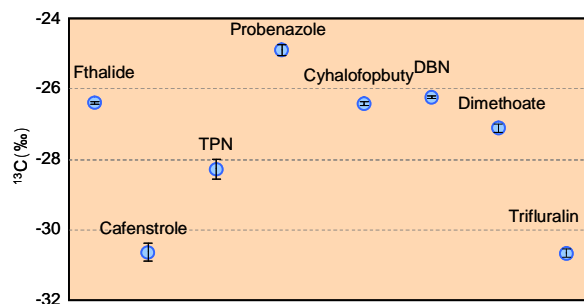 -24
-26
-28
-30
-32
¹³C(‰)
Fthalide
Cafenstrole
TPN
Probenazole
Cyhalofopbuty
DBN
Dimethoate
Trifluralin